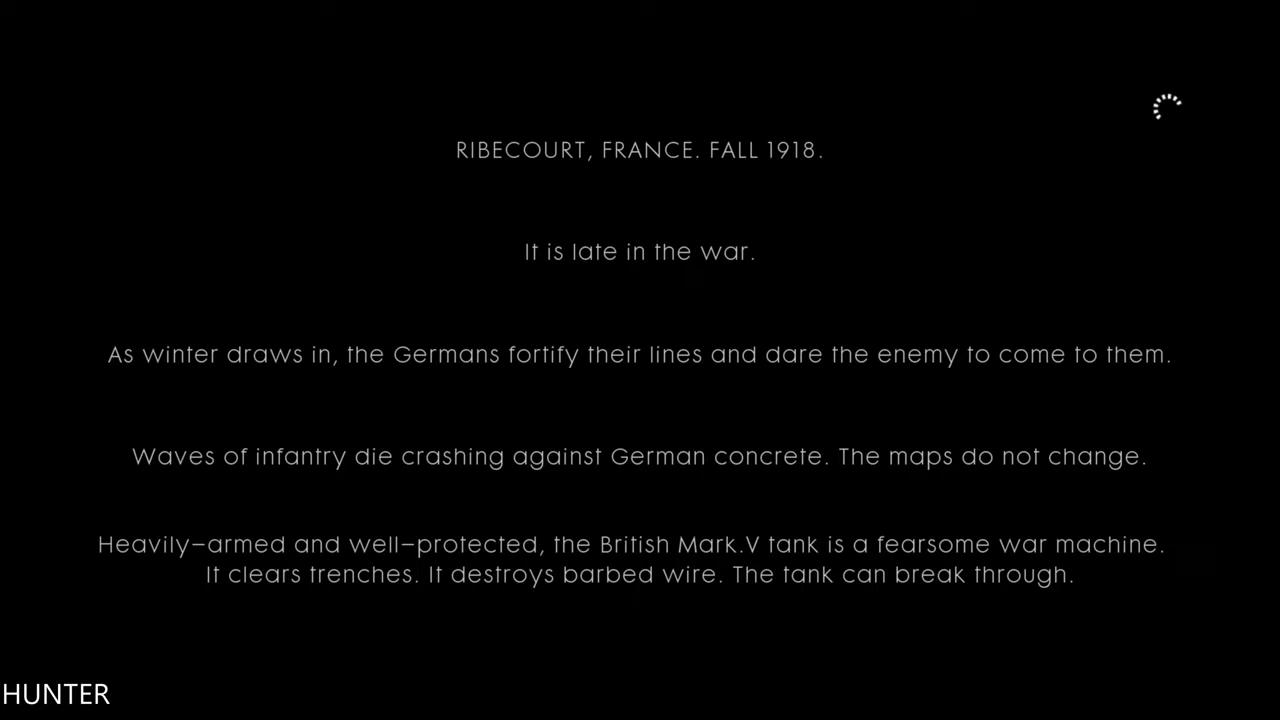 RIBECOURT, FRANCE. FALL 1918.
It is late in the war.
As winter draws in, the Germans fortify their lines and dare the enemy to come to them.
Waves of infantry die crashing against German concrete. The maps do not change.
Heavily-armed and well-protected, the British Mark.V tank is a fearsome war machine.
It clears trenches. It destroys barbed wire. The tank can break through.
HUNTER